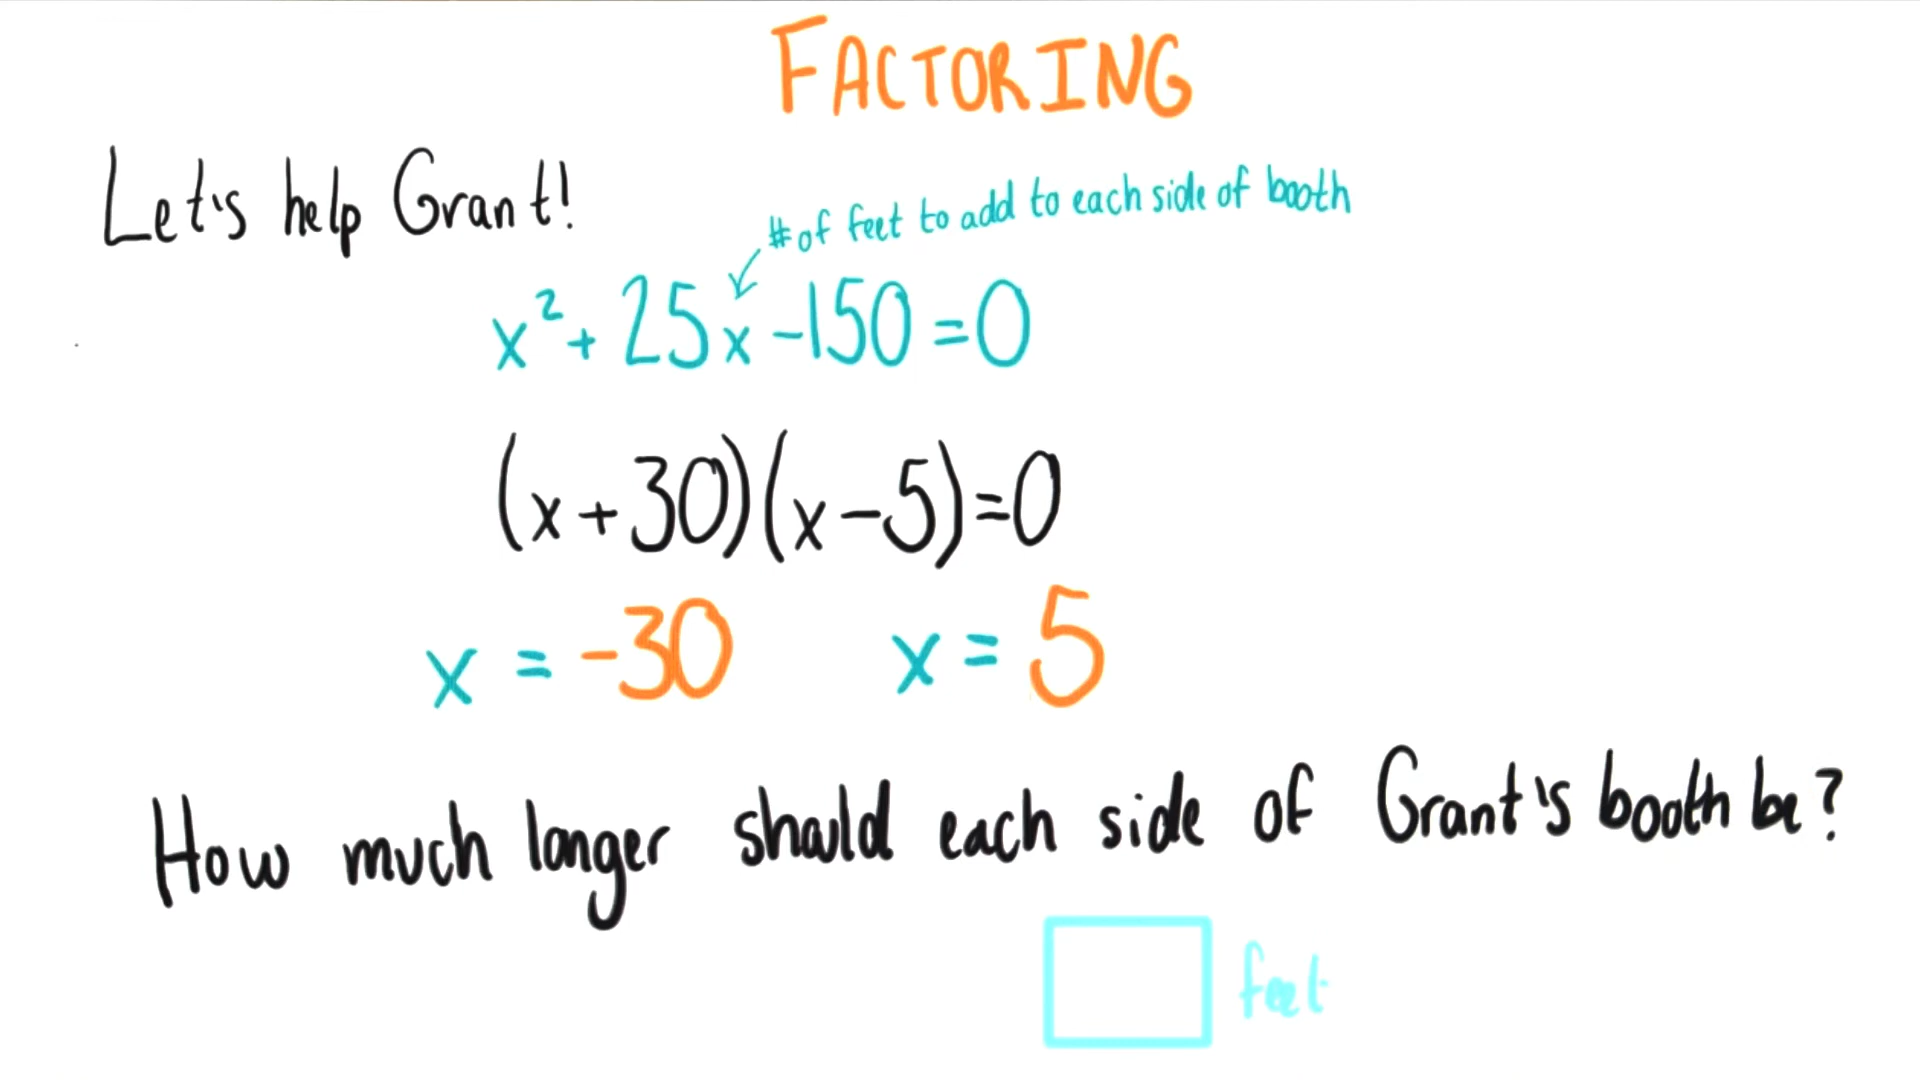 FACTORING
Let's help Grant!
# of feet to add to each side of booth
x² + 25x - 150 = 0
(x + 30)(x - 5) = 0
x = -30 x = 5
How much longer should each side of Grant's booth be?
feet